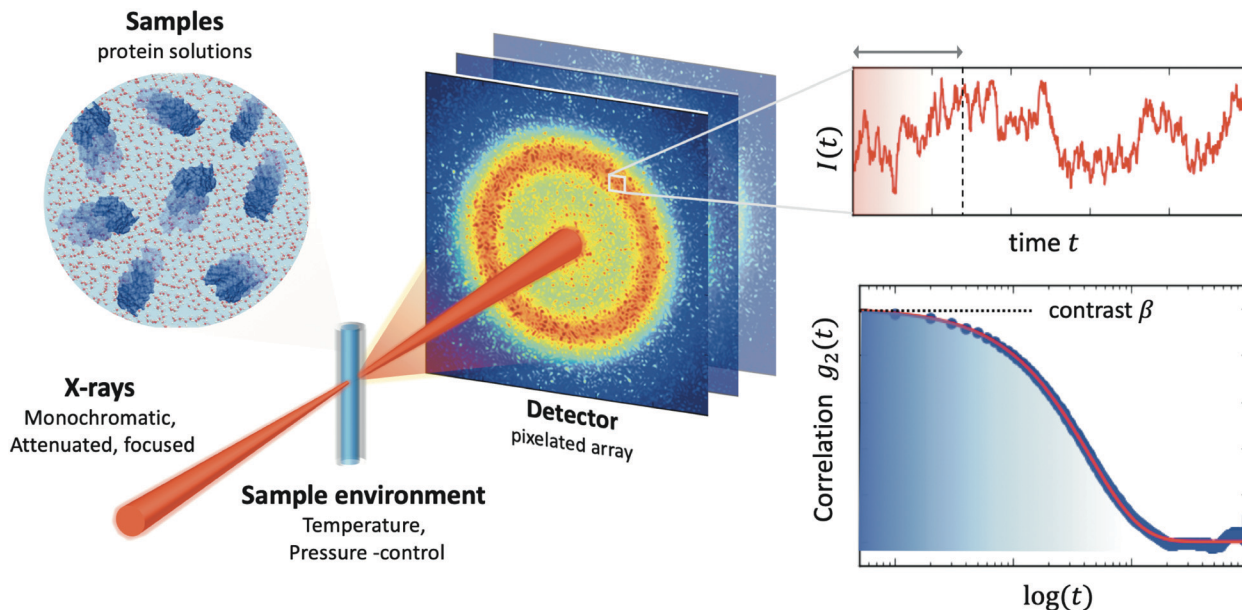 Samples
protein solutions
X-rays
Monochromatic,
Attenuated, focused
Sample environment
Temperature,
Pressure -control
Detector
pixelated array
I(t)
time t
contrast β
Correlation g₂(t)
log(t)